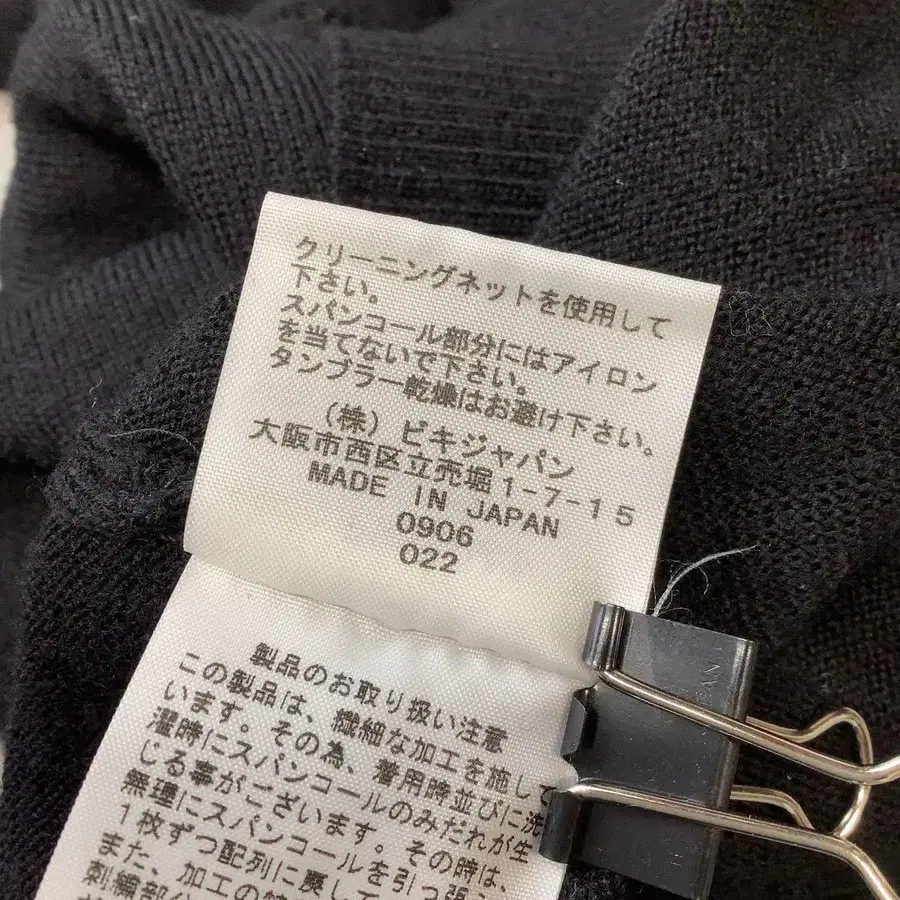 クリーニングネットを使用して
下さい。
スパンコール部分にはアイロン
を当てないで下さい。
タンブラー乾燥はお避け下さい。
(株) ピキジャパン
大阪市西区立売堀1-7-15
MADE IN JAPAN
0906
022
製品のお取り扱い注意
この製品は、繊細な加工を施して
います。その為、着用時並びに洗
濯時にスパンコールのみだれが生
じる事がございます。その時は、
無理にスパンコールを引っ張
1枚ずつ配列に戻して
また、加工の
刺繍部